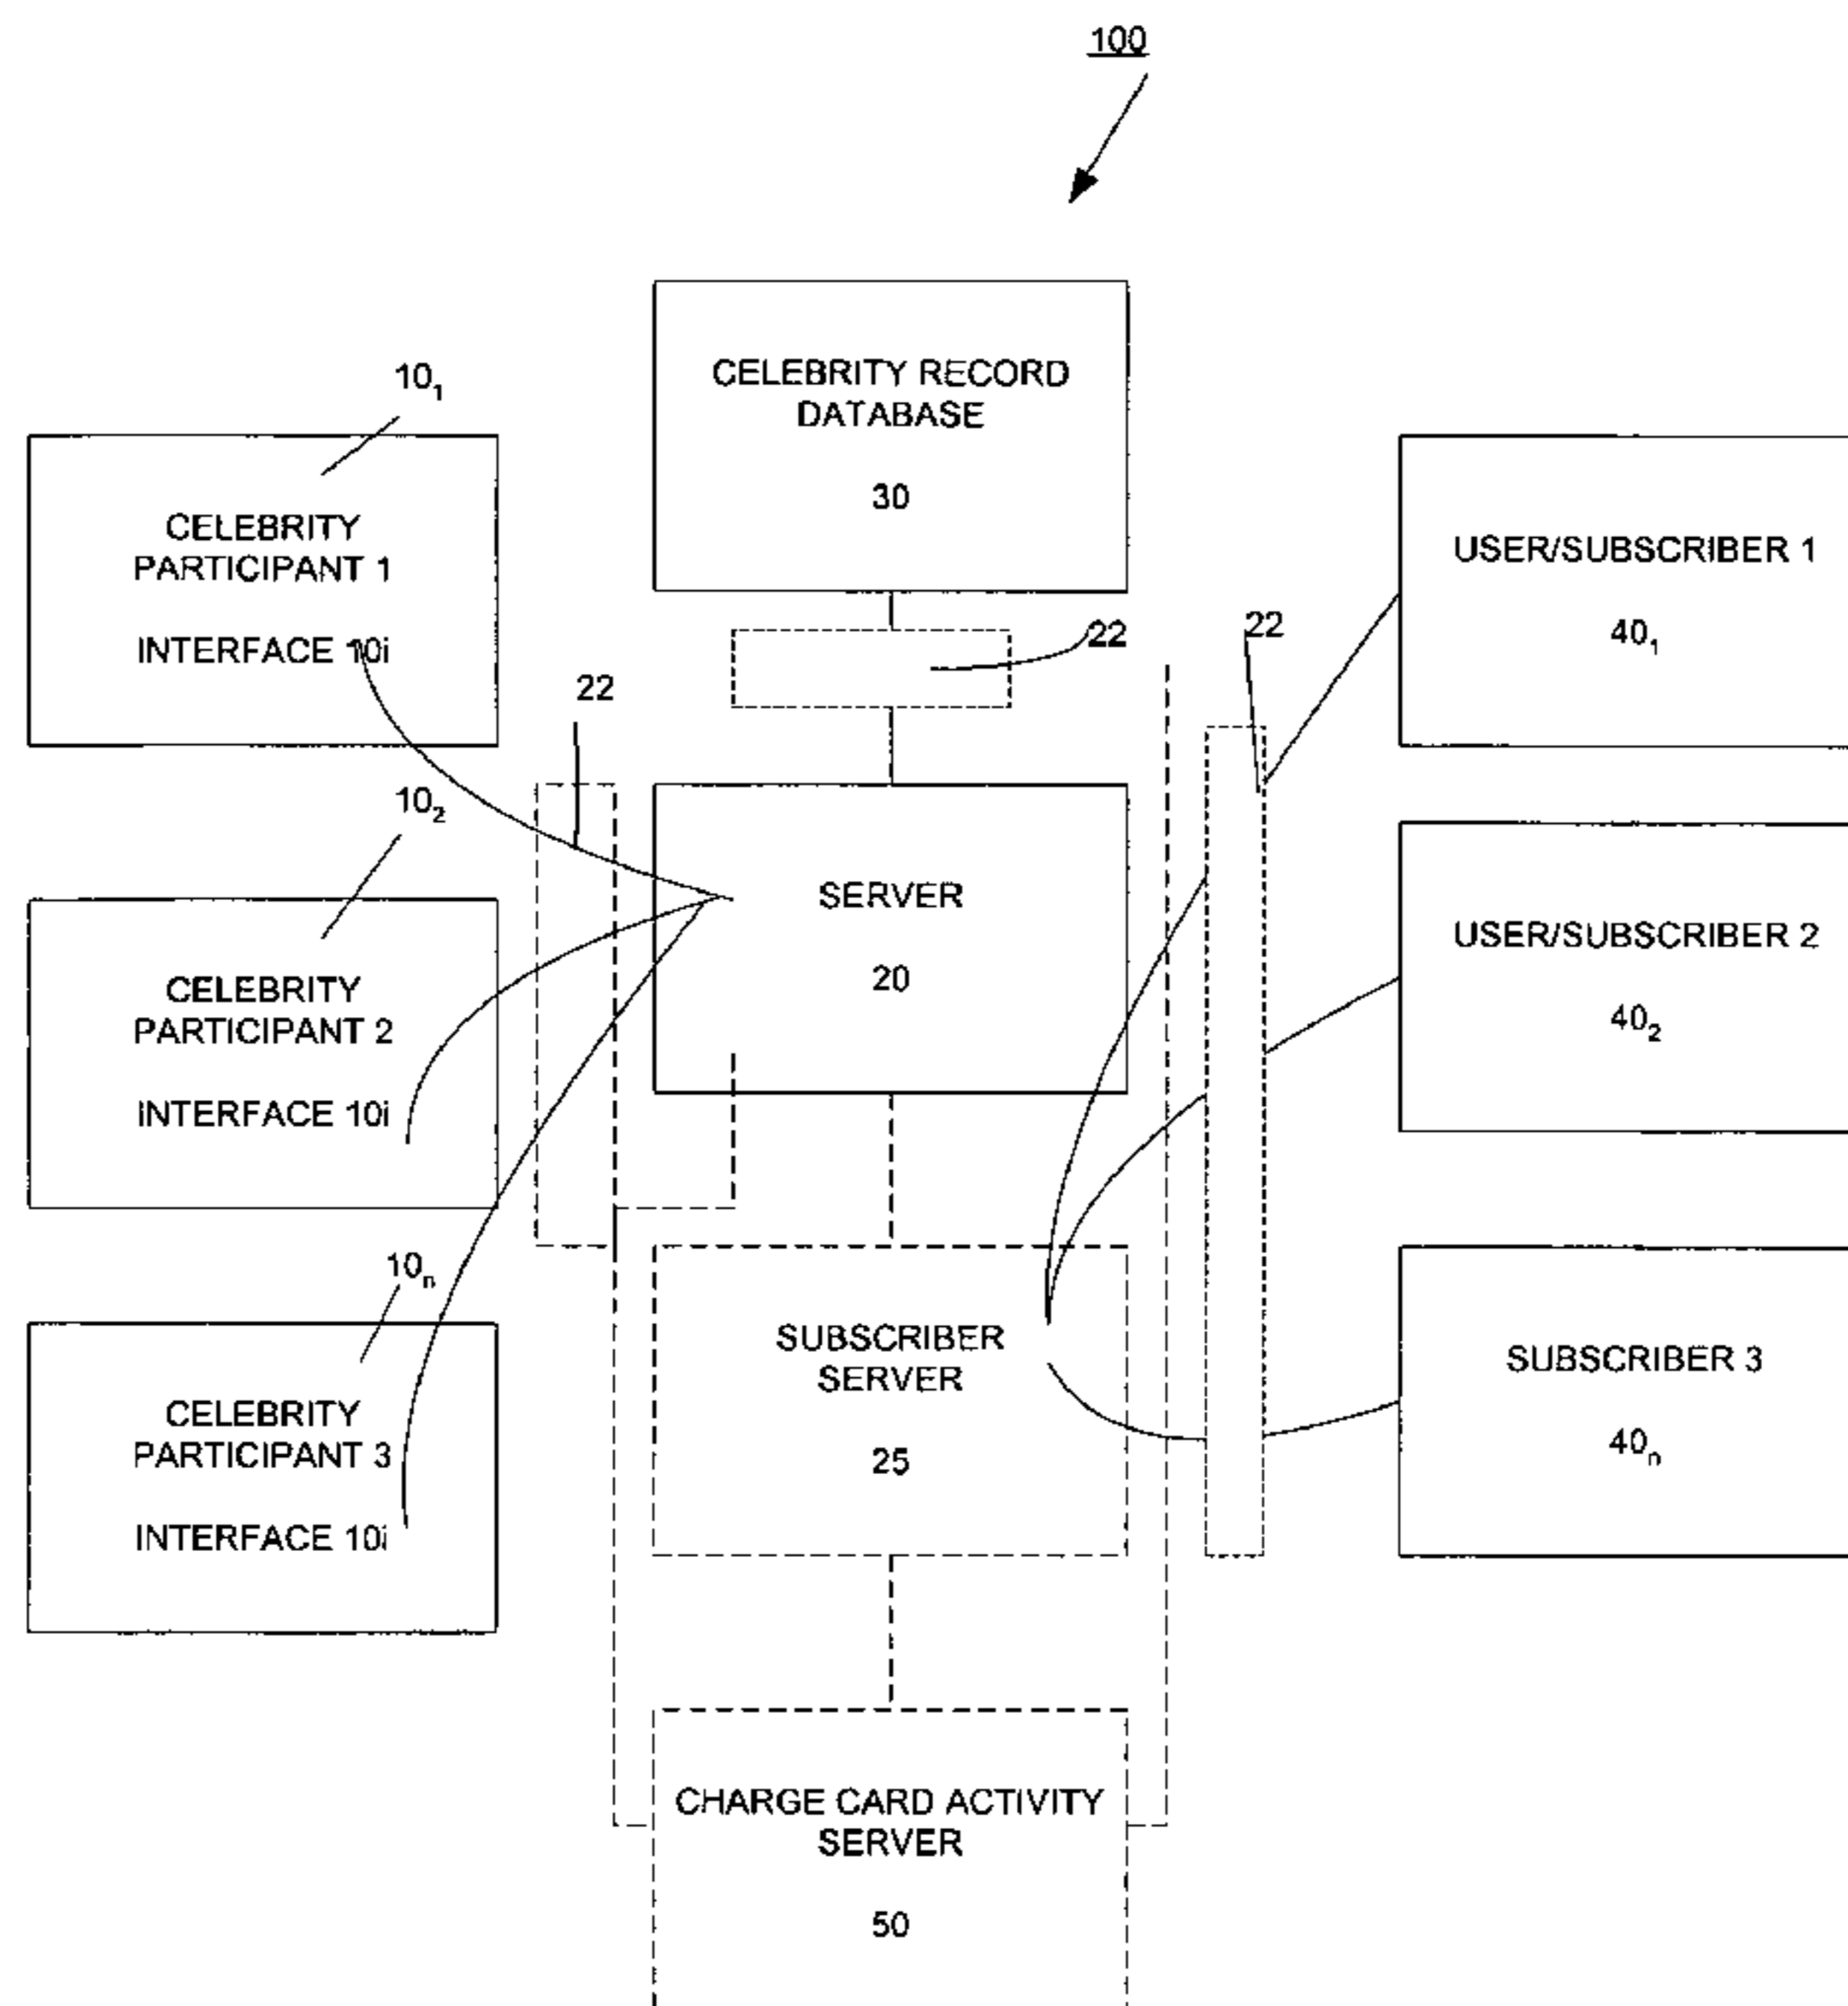 100
CELEBRITY RECORD
DATABASE
30
10₁
CELEBRITY
PARTICIPANT 1
INTERFACE 10i
22
22
22
USER/SUBSCRIBER 1
40₁
10₂
CELEBRITY
PARTICIPANT 2
INTERFACE 10i
SERVER
20
USER/SUBSCRIBER 2
40₂
10ₙ
CELEBRITY
PARTICIPANT 3
INTERFACE 10i
SUBSCRIBER
SERVER
25
SUBSCRIBER 3
40ₙ
CHARGE CARD ACTIVITY
SERVER
50